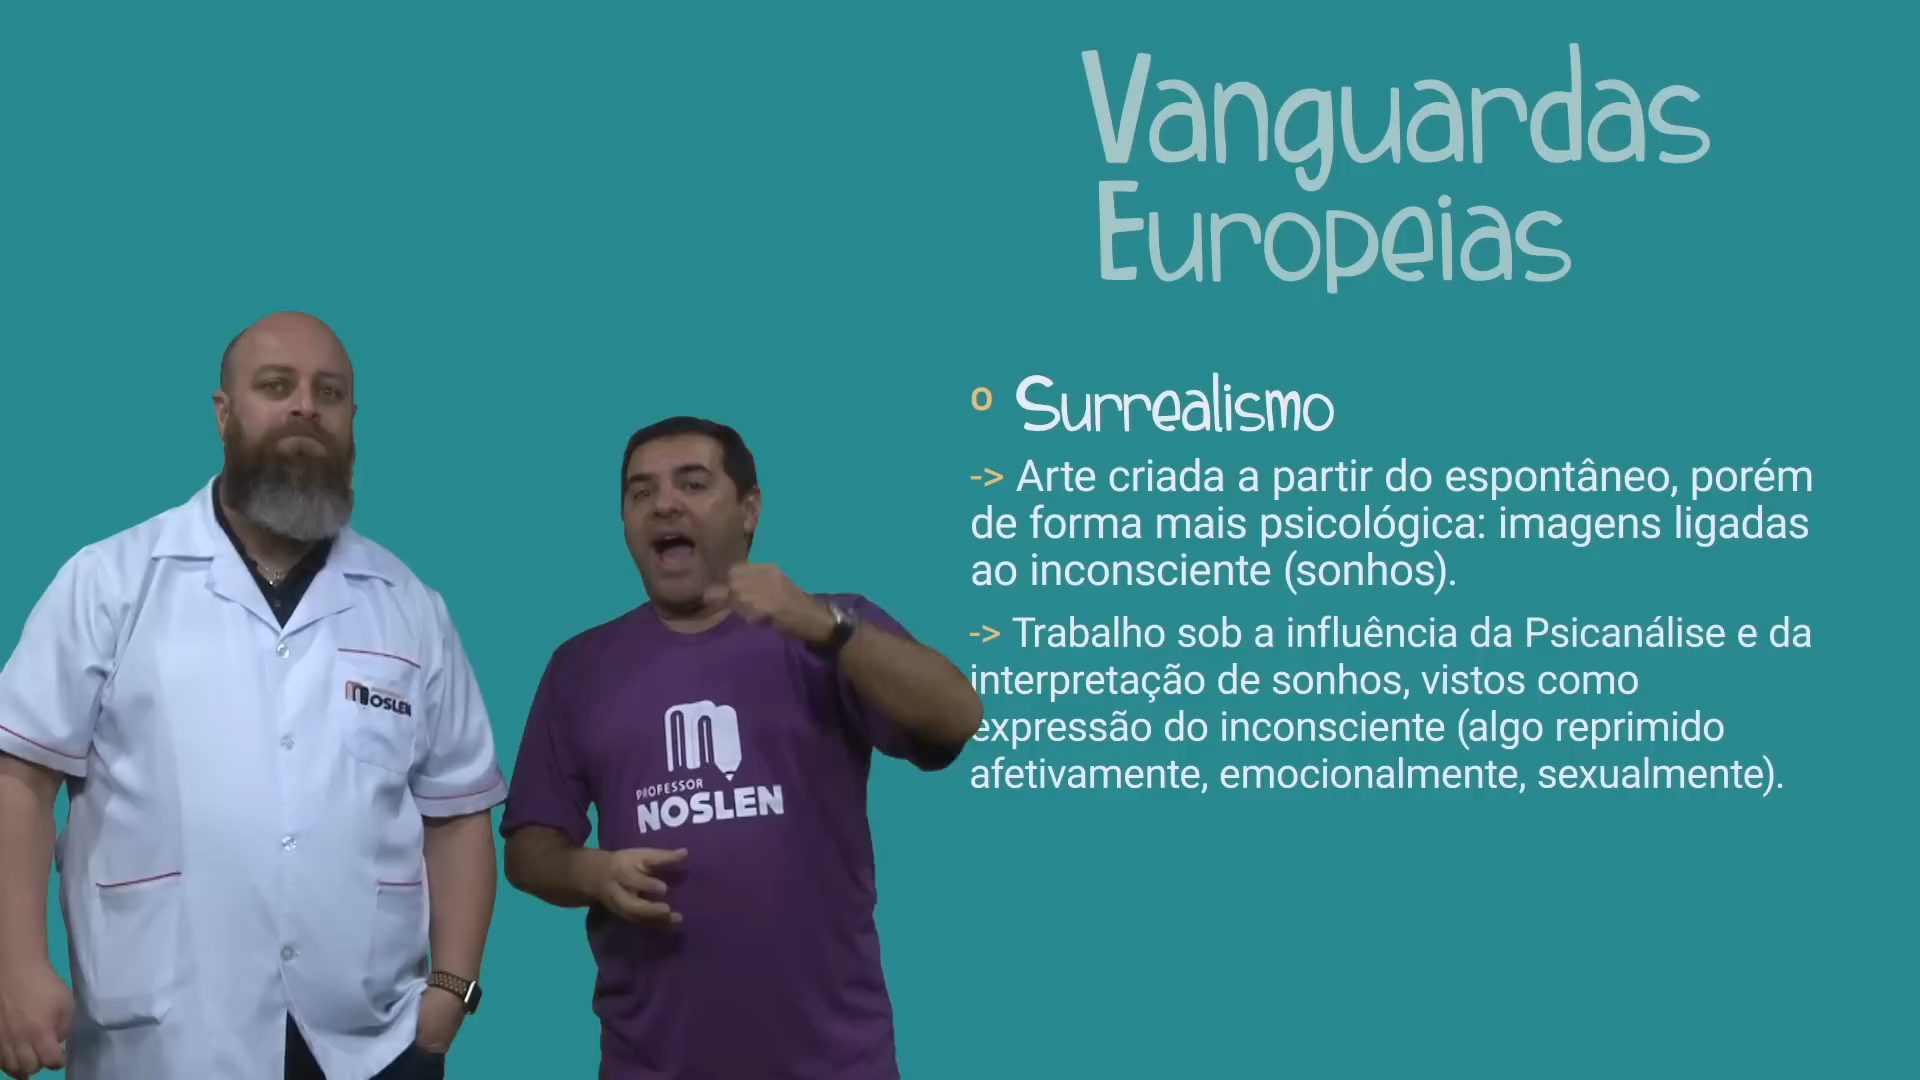 Vanguardas
Europeias
o Surrealismo
-> Arte criada a partir do espontâneo, porém
de forma mais psicológica: imagens ligadas
ao inconsciente (sonhos).
-> Trabalho sob a influência da Psicanálise e da
interpretação de sonhos, vistos como
expressão do inconsciente (algo reprimido
afetivamente, emocionalmente, sexualmente).
NOSLEN
PROFESSOR
NOSLEN